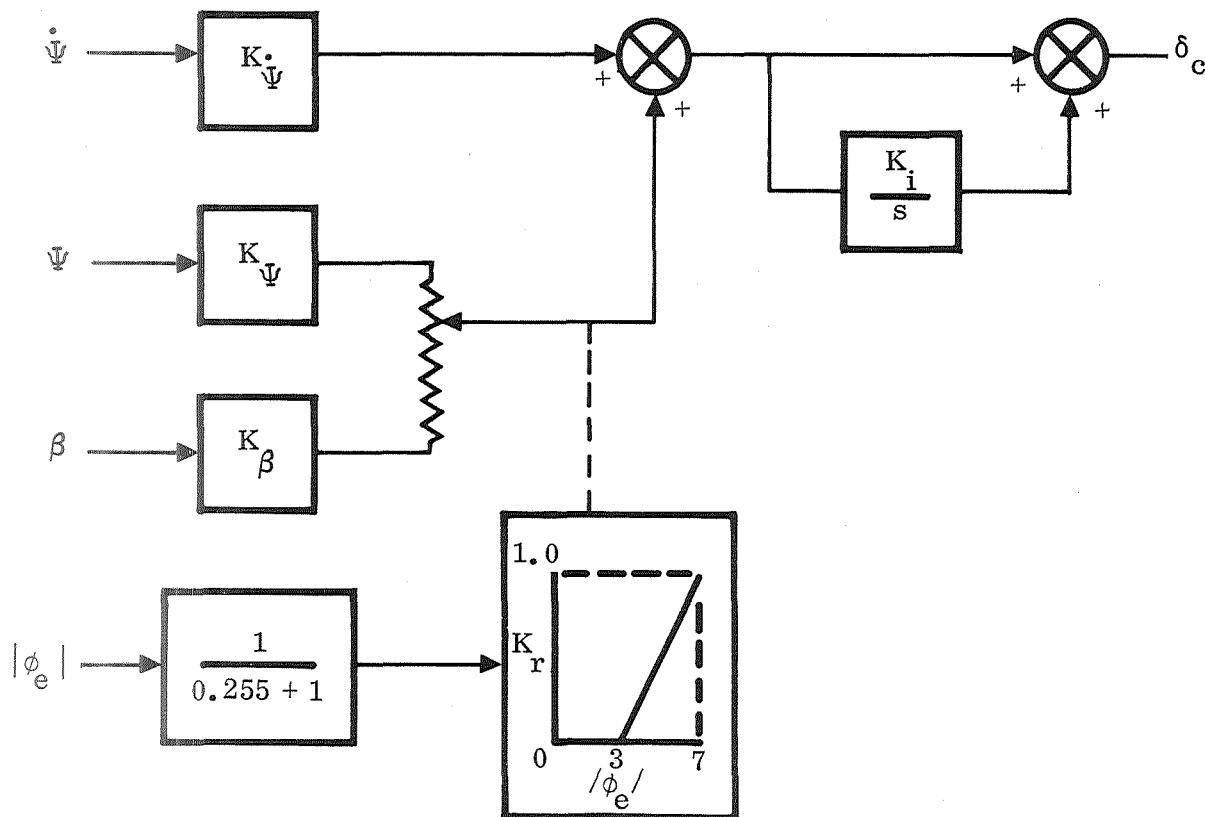 Ψ̇
K_Ψ̇
+
+
δ_c
+
+
K_i
s
Ψ
K_Ψ
β
K_β
|φ_e|
1
0.255 + 1
1.0
K_r
0 3 7
/φ_e/